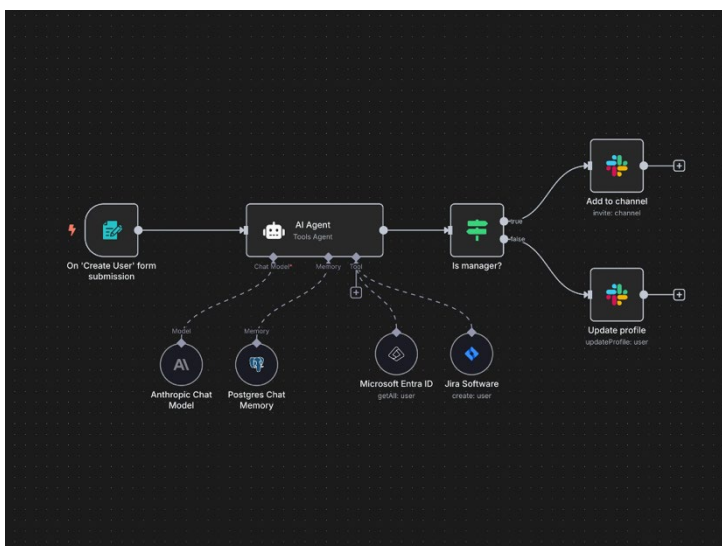 On 'Create User' form
submission
AI Agent
Tools Agent
Chat Model*
Memory
Tool
Model
Anthropic Chat
Model
Memory
Postgres Chat
Memory
Microsoft Entra ID
getAll: user
Jira Software
create: user
Is manager?
true
false
Add to channel
invite: channel
Update profile
updateProfile: user